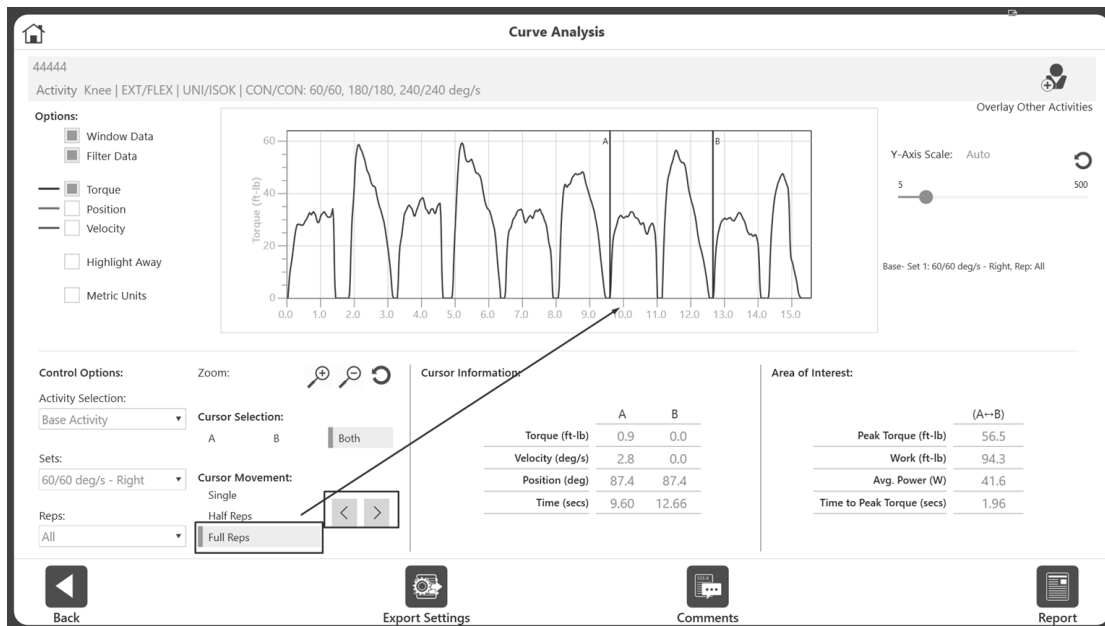 Curve Analysis
44444
Activity Knee | EXT/FLEX | UNI/ISOK | CON/CON: 60/60, 180/180, 240/240 deg/s
Overlay Other Activities
Options:
Window Data
Filter Data
Torque
Position
Velocity
Highlight Away
Metric Units
Torque (ft-lb)
60
40
20
0
A
B
0.0 1.0 2.0 3.0 4.0 5.0 6.0 7.0 8.0 9.0 10.0 11.0 12.0 13.0 14.0 15.0
Y-Axis Scale: Auto
5 500
Base- Set 1: 60/60 deg/s - Right, Rep: All
Control Options:
Activity Selection:
Base Activity
Sets:
60/60 deg/s - Right
Reps:
All
Zoom:
Cursor Selection:
A B Both
Cursor Movement:
Single
Half Reps
Full Reps
< >
Cursor Information:
A B
Torque (ft-lb) 0.9 0.0
Velocity (deg/s) 2.8 0.0
Position (deg) 87.4 87.4
Time (secs) 9.60 12.66
Area of Interest:
(A↔B)
Peak Torque (ft-lb) 56.5
Work (ft-lb) 94.3
Avg. Power (W) 41.6
Time to Peak Torque (secs) 1.96
Back
Export Settings
Comments
Report